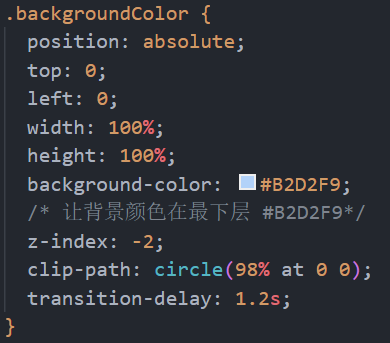 .backgroundColor {
position: absolute;
top: 0;
left: 0;
width: 100%;
height: 100%;
background-color: #B2D2F9;
/* 让背景颜色在最下层 #B2D2F9*/
z-index: -2;
clip-path: circle(98% at 0 0);
transition-delay: 1.2s;
}